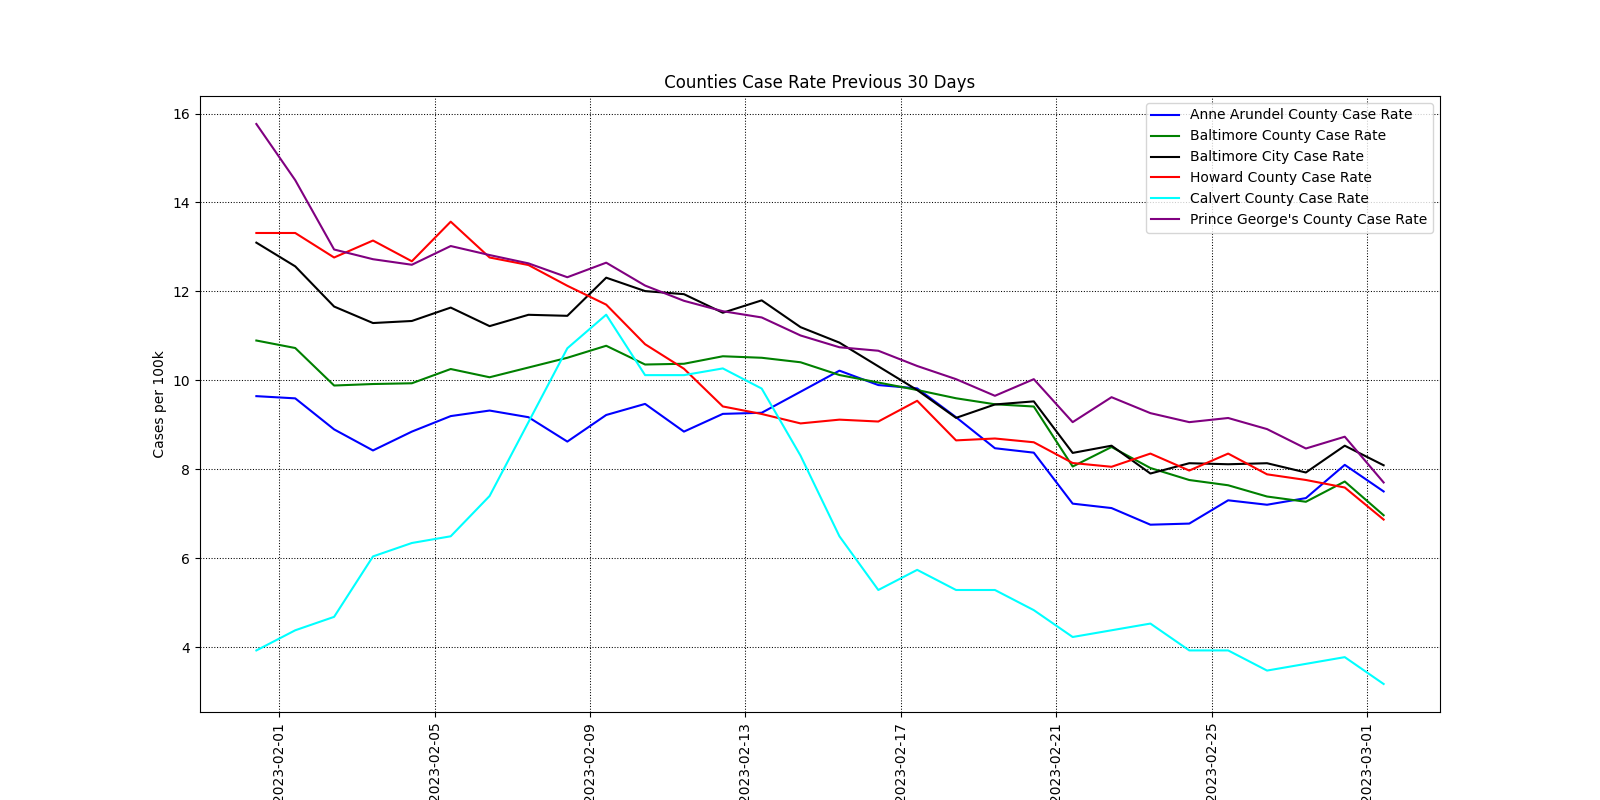 Counties Case Rate Previous 30 Days
Cases per 100k
16
14
12
10
8
6
4
Anne Arundel County Case Rate
Baltimore County Case Rate
Baltimore City Case Rate
Howard County Case Rate
Calvert County Case Rate
Prince George's County Case Rate
2023-02-01
2023-02-05
2023-02-09
2023-02-13
2023-02-17
2023-02-21
2023-02-25
2023-03-01